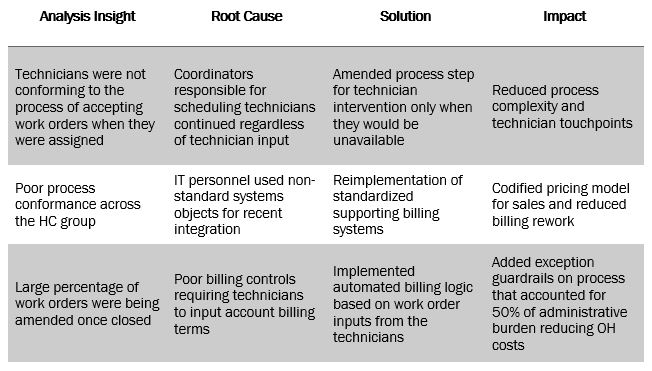 Analysis Insight
Root Cause
Solution
Impact
Technicians were not
conforming to the
process of accepting
work orders when they
were assigned
Coordinators
responsible for
scheduling technicians
continued regardless
of technician input
Amended process step
for technician
intervention only when
they would be
unavailable
Reduced process
complexity and
technician touchpoints
Poor process
conformance across
the HC group
IT personnel used non-
standard systems
objects for recent
integration
Reimplementation of
standardized
supporting billing
systems
Codified pricing model
for sales and reduced
billing rework
Large percentage of
work orders were being
amended once closed
Poor billing controls
requiring technicians
to input account billing
terms
Implemented
automated billing logic
based on work order
inputs from the
technicians
Added exception
guardrails on process
that accounted for
50% of administrative
burden reducing OH
costs